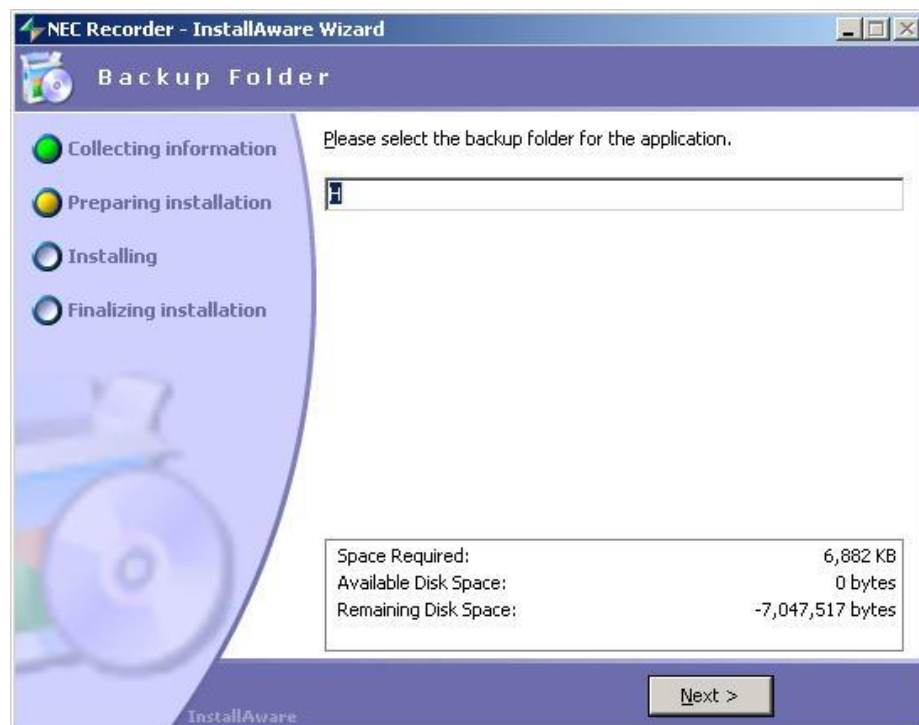 NEC Recorder - InstallAware Wizard
Backup Folder
Collecting information
Preparing installation
Installing
Finalizing installation
Please select the backup folder for the application.
H
Space Required: 6,882 KB
Available Disk Space: 0 bytes
Remaining Disk Space: -7,047,517 bytes
Next >
InstallAware